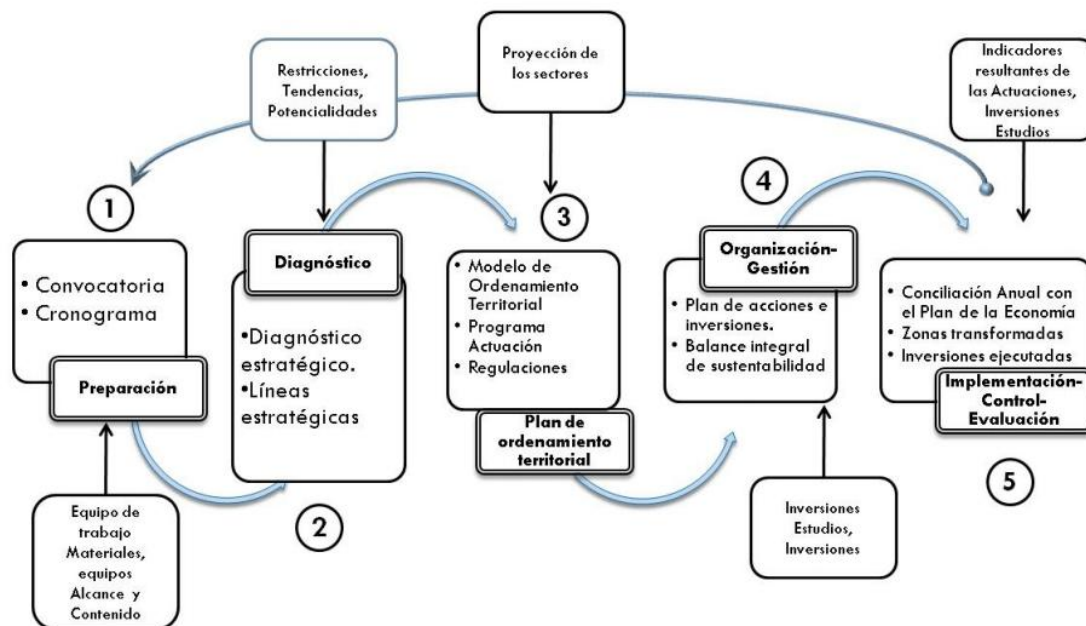 Restricciones,
Tendencias,
Potencialidades
Proyección de
los sectores
Indicadores
resultantes de
las Actuaciones,
Inversiones
Estudios
1
• Convocatoria
• Cronograma
Preparación
Equipo de
trabajo
Materiales,
equipos
Alcance y
Contenido
Diagnóstico
•Diagnóstico
estratégico.
•Líneas
estratégicas
2
3
• Modelo de
Ordenamiento
Territorial
• Programa
Actuación
• Regulaciones
Plan de
ordenamiento
territorial
4
Organización-
Gestión
• Plan de acciones e
inversiones.
• Balance integral
de sustentabilidad
Inversiones
Estudios,
Inversiones
• Conciliación Anual con
el Plan de la Economía
• Zonas transformadas
• Inversiones ejecutadas
Implementación-
Control-
Evaluación
5